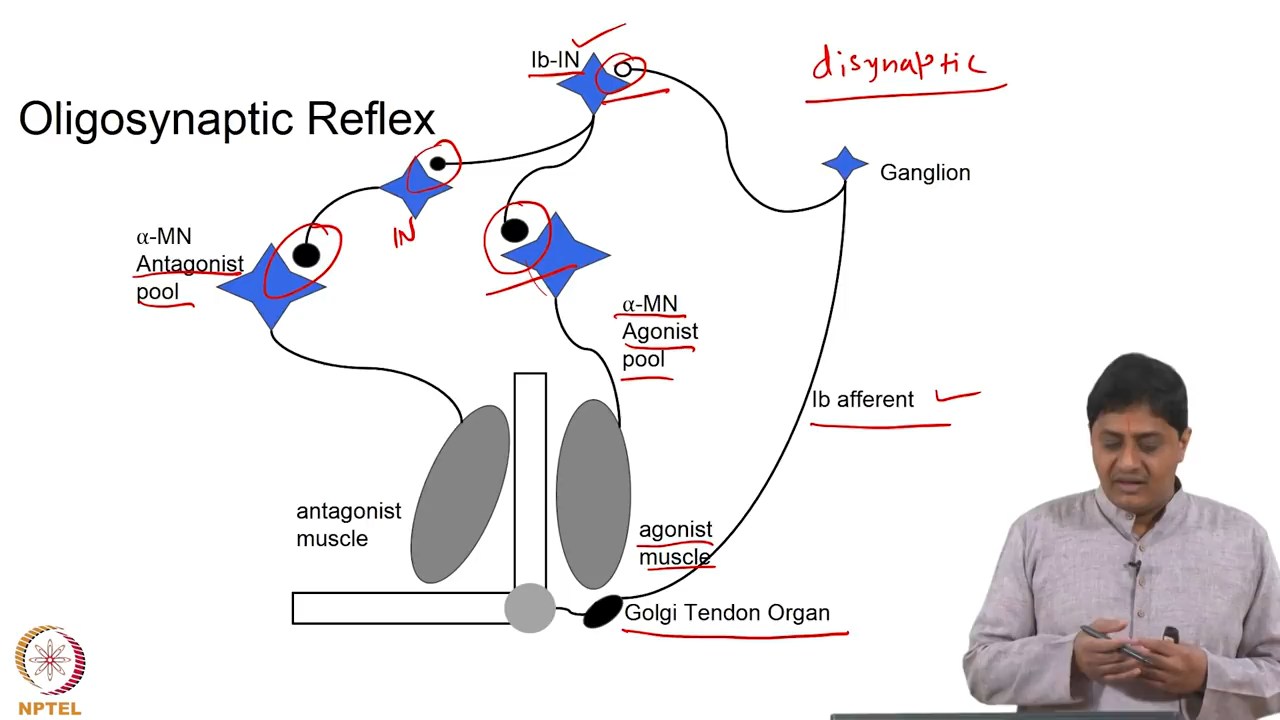 Oligosynaptic Reflex
Ib-IN
disynaptic
Ganglion
IN
α-MN
Antagonist
pool
α-MN
Agonist
pool
Ib afferent
antagonist
muscle
agonist
muscle
Golgi Tendon Organ
NPTEL